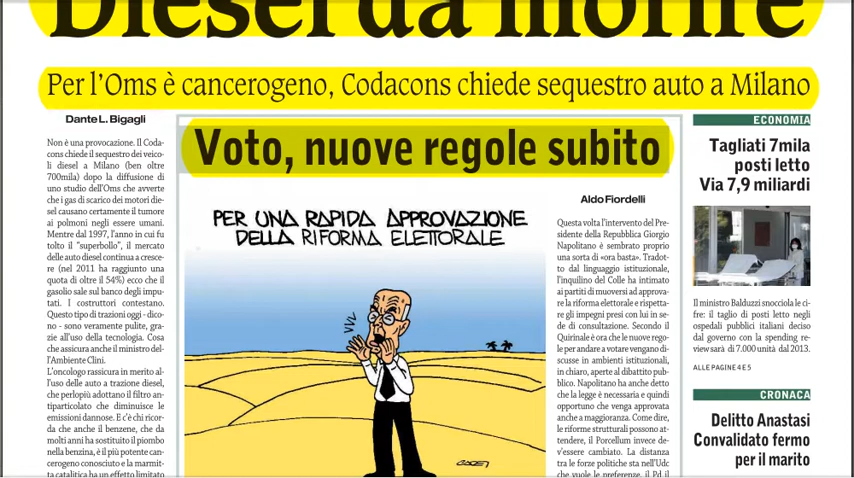 Diesel da morire
Per l'Oms è cancerogeno, Codacons chiede sequestro auto a Milano
Dante L. Bigagli
Non è una provocazione. Il Coda-
cons chiede il sequestro dei veico-
li diesel a Milano (ben oltre
700mila) dopo la diffusione di
uno studio dell'Oms che avverte
che i gas di scarico dei motori die-
sel causano certamente il tumore
ai polmoni negli essere umani.
Mentre dal 1997, l'anno in cui fu
tolto il "superbollo", il mercato
delle auto diesel continua a cresce-
re (nel 2011 ha raggiunto una
quota di oltre il 54%) ecco che il
gasolio sale sul banco degli impu-
tati. I costruttori contestano.
Questo tipo di trazioni oggi - dico-
no - sono veramente pulite, gra-
zie all'uso della tecnologia. Cosa
che assicura anche il ministro del-
l'Ambiente Clini.
L'oncologo rassicura in merito al-
l'uso delle auto a trazione diesel,
che perlopiù adottano il filtro an-
tiparticolato che diminuisce le
emissioni dannose. E c'è chi ricor-
da che anche il benzene, che da
molti anni ha sostituito il piombo
nella benzina, è il più potente can-
cerogeno conosciuto e la marmit-
ta catalitica ha un effetto limitato
Voto, nuove regole subito
PER UNA RAPIDA APPROVAZIONE
DELLA RIFORMA ELETTORALE
Aldo Fiordelli
Questa volta l'intervento del Pre-
sidente della Repubblica Giorgio
Napolitano è sembrato proprio
una sorta di «ora basta». Tradot-
to dal linguaggio istituzionale,
l'inquilino del Colle ha intimato
ai partiti di muoversi ad approva-
re la riforma elettorale e rispetta-
re gli impegni presi con lui in se-
de di consultazione. Secondo il
Quirinale è ora che le nuove rego-
le per andare a votare vengano di-
scusse in ambienti istituzionali,
in chiaro, aperte al dibattito pub-
blico. Napolitano ha anche detto
che la legge è necessaria e quindi
opportuno che venga approvata
anche a maggioranza. Come dire,
le riforme strutturali possono at-
tendere, il Porcellum invece de-
v'essere cambiato. La distanza
tra le forze politiche sta nell'Udc
che vuole le preferenze, il Pd il
ECONOMIA
Tagliati 7mila
posti letto
Via 7,9 miliardi
Il ministro Balduzzi snocciola le ci-
fre: il taglio di posti letto negli
ospedali pubblici italiani deciso
dal governo con la spending re-
view sarà di 7.000 unità dal 2013.
ALLE PAGINE 4 E 5
CRONACA
Delitto Anastasi
Convalidato fermo
per il marito